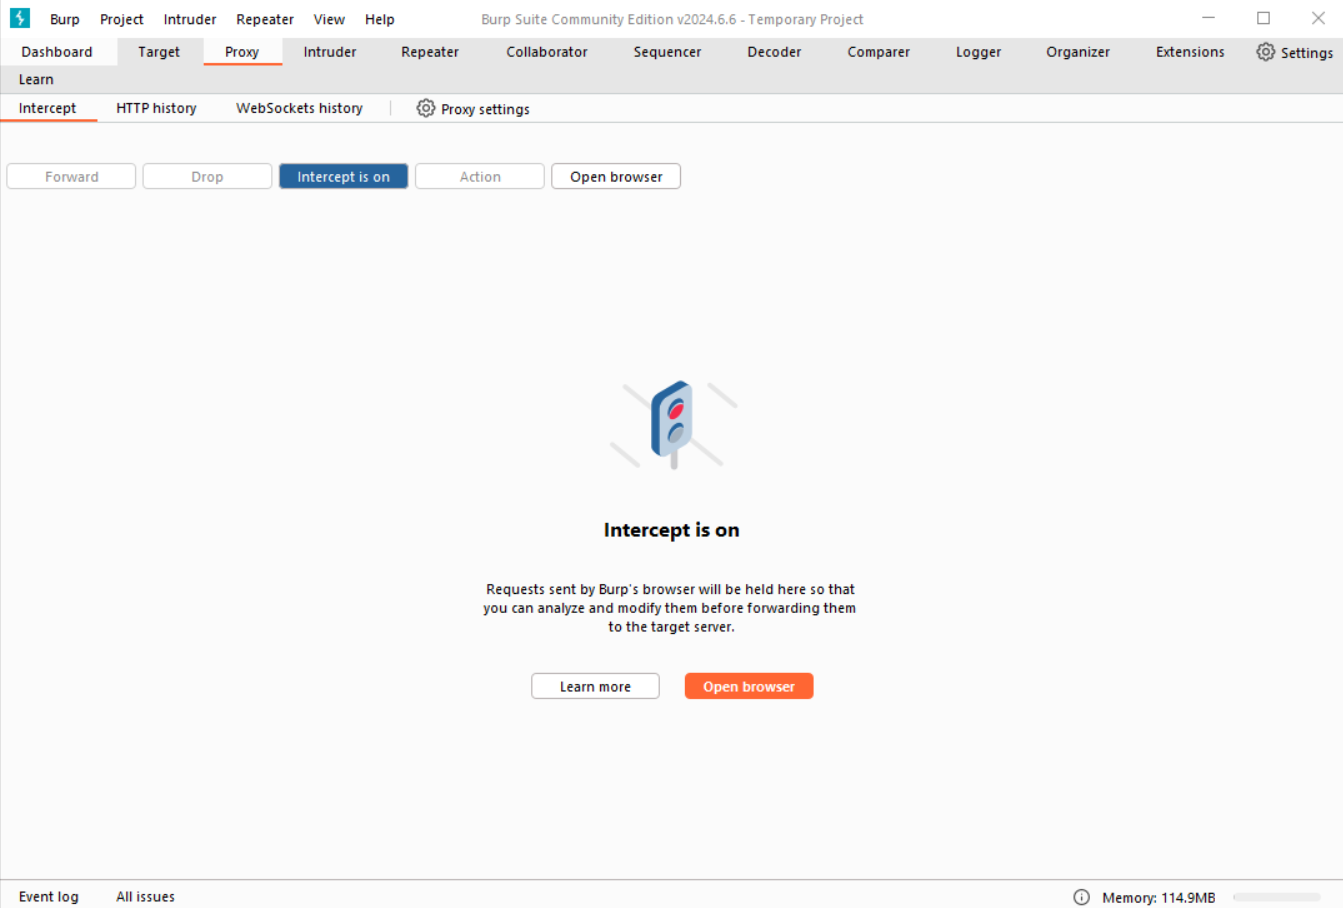 Burp Project Intruder Repeater View Help Burp Suite Community Edition v2024.6.6 - Temporary Project
Dashboard Target Proxy Intruder Repeater Collaborator Sequencer Decoder Comparer Logger Organizer Extensions Settings
Learn
Intercept HTTP history WebSockets history Proxy settings
Forward Drop Intercept is on Action Open browser
Intercept is on
Requests sent by Burp's browser will be held here so that
you can analyze and modify them before forwarding them
to the target server.
Learn more Open browser
Event log All issues Memory: 114.9MB